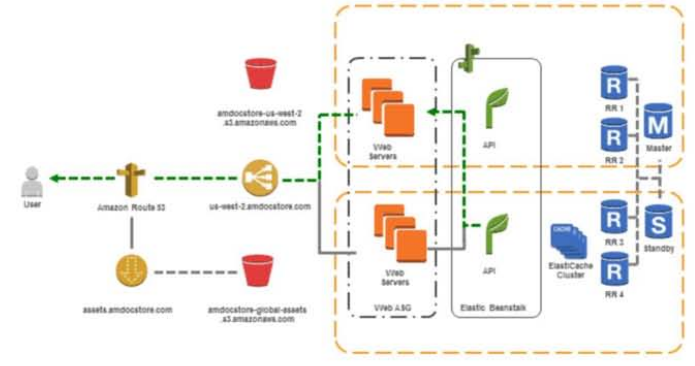 amdocstore-us-west-2
.s3.amazonaws.com
User
Amazon Route 53
us-west-2.amdocstore.com
assets.amdocstore.com
amdocstore-global-assets
.s3.amazonaws.com
Web
Servers
Web
Servers
Web ASG
API
API
Elastic Beanstalk
CACHE
ElastiCache
Cluster
R
RR 1
R
RR 2
M
Master
R
RR 3
R
RR 4
S
Standby